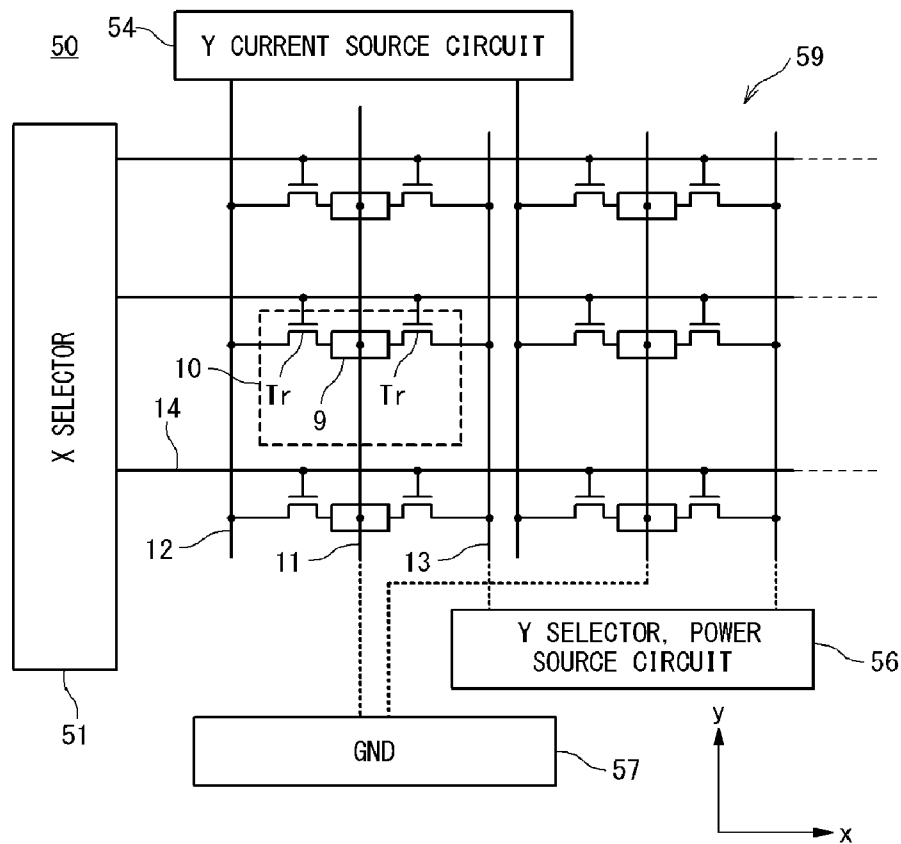 54
Y CURRENT SOURCE CIRCUIT
50
59
X SELECTOR
10
Tr
9
Tr
14
12
11
13
Y SELECTOR, POWER
SOURCE CIRCUIT
56
51
GND
57
y
x